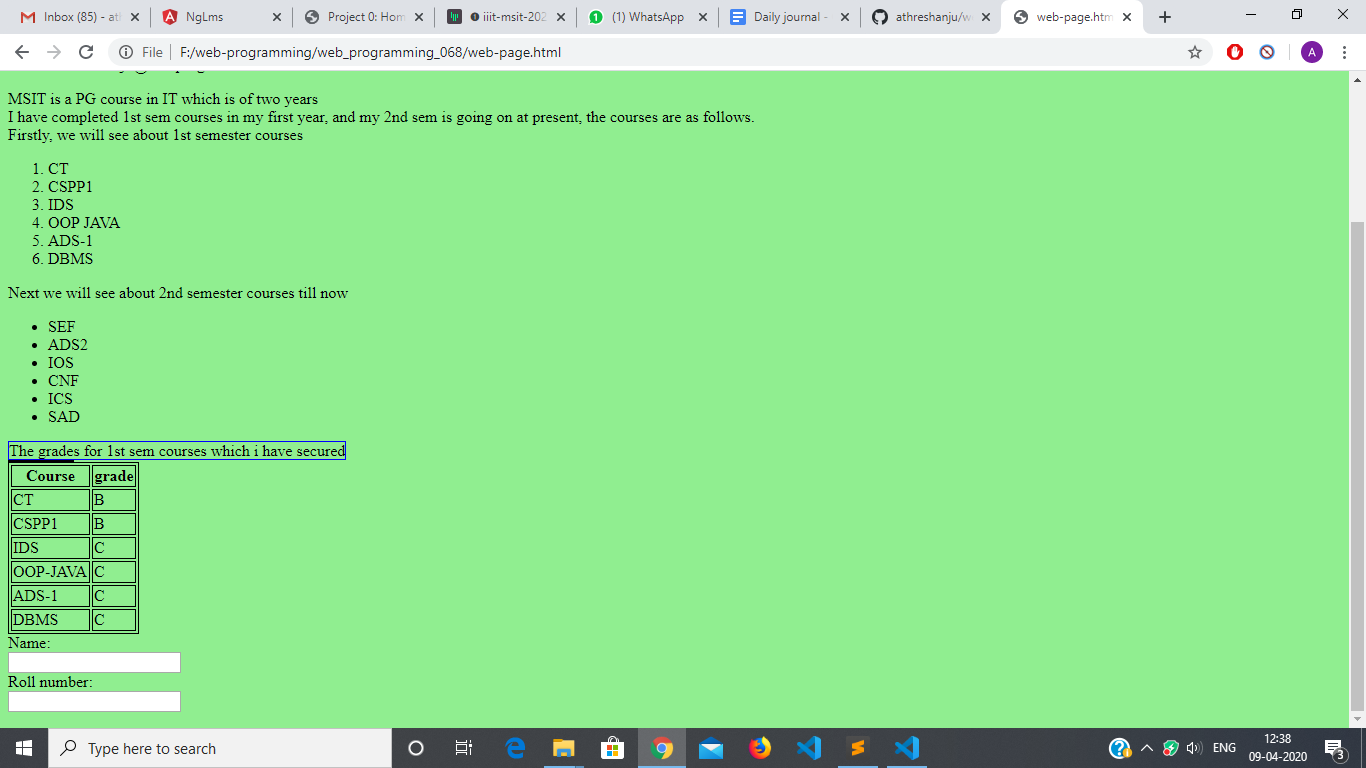 Inbox (85) - at
NgLms
Project 0: Hom
iiit-msit-202
(1) WhatsApp
Daily journal -
athreshanju/w
web-page.htm
File
F:/web-programming/web_programming_068/web-page.html
A
MSIT is a PG course in IT which is of two years
I have completed 1st sem courses in my first year, and my 2nd sem is going on at present, the courses are as follows.
Firstly, we will see about 1st semester courses
1. CT
2. CSPP1
3. IDS
4. OOP JAVA
5. ADS-1
6. DBMS
Next we will see about 2nd semester courses till now
• SEF
• ADS2
• IOS
• CNF
• ICS
• SAD
The grades for 1st sem courses which i have secured
Course grade
CT B
CSPP1 B
IDS C
OOP-JAVA C
ADS-1 C
DBMS C
Name:
Roll number:
Type here to search
ENG
12:38
09-04-2020
3